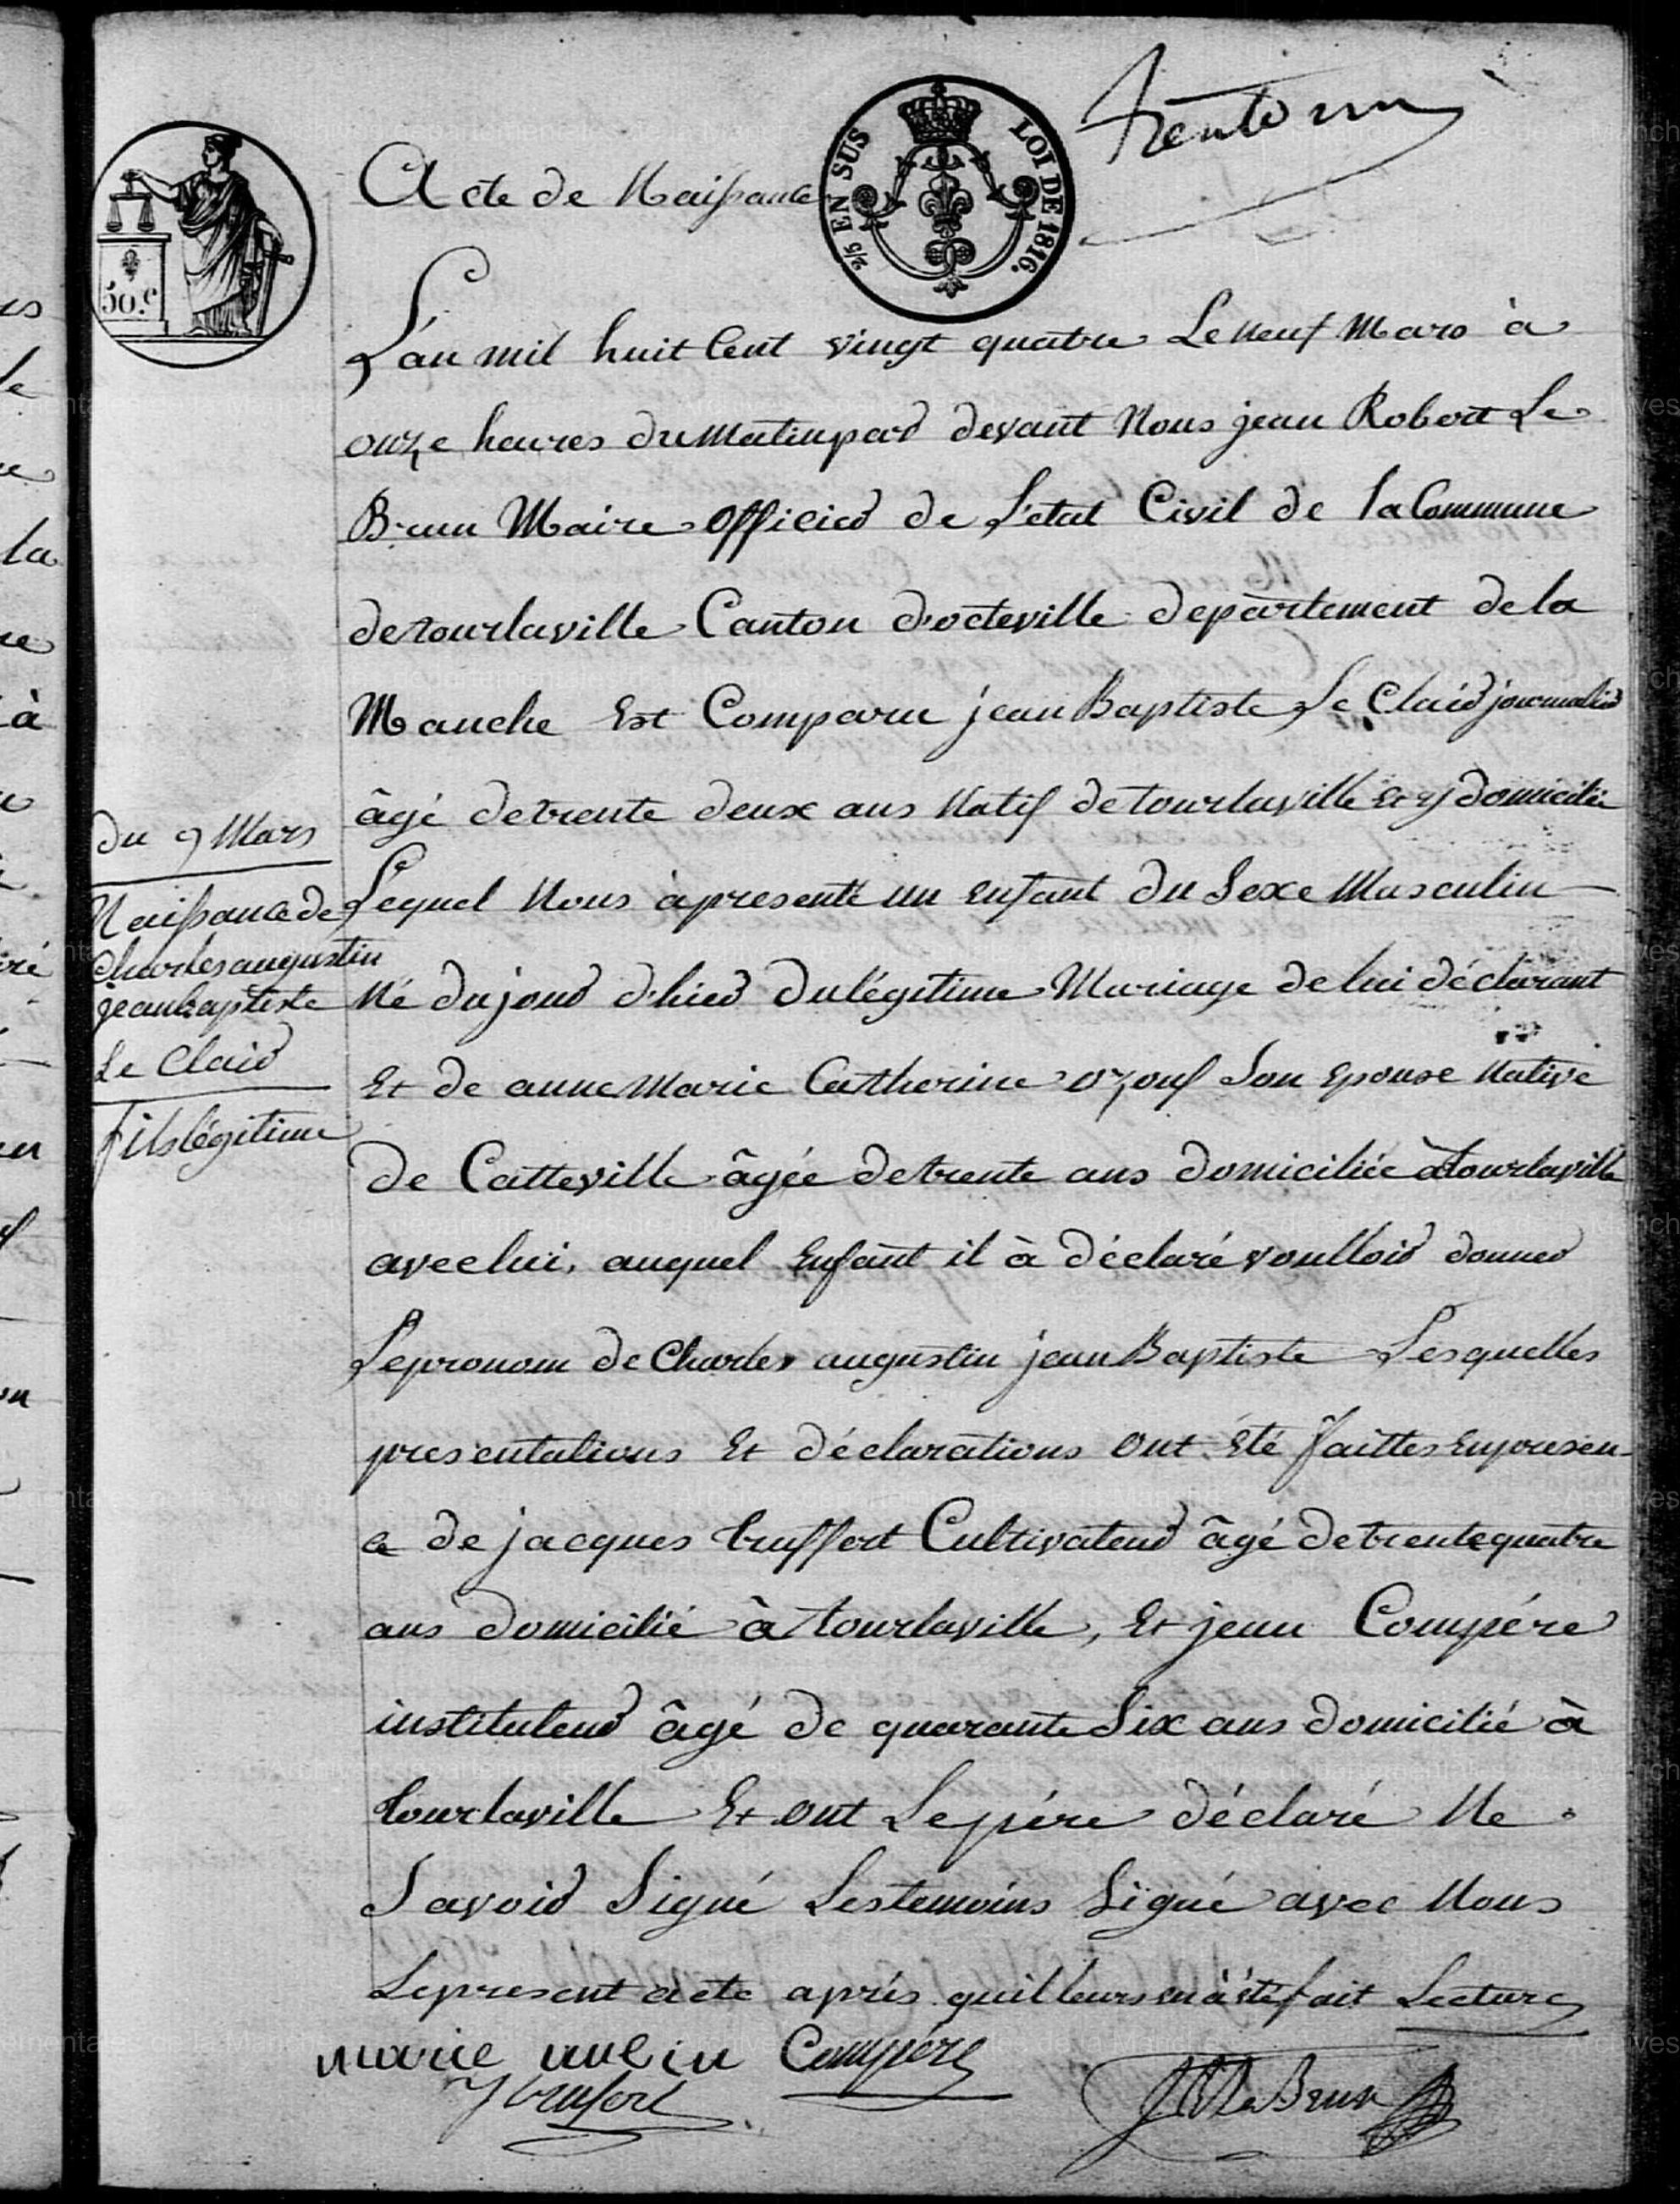 trente un
Acte de Naissance
2/5 EN SUS
LOI DE 1816.
50.c
L'an mil huit Cent vingt quatre Le neuf Mars à
onze heures du Matin par devant Nous jean Robert Le
Brun Maire Officier de L'etat Civil de la Commune
de tourlaville Canton d'octeville departement de la
Manche Est Comparu jean Baptiste Le Clair journalier
âgé de trente deux ans Natif de tourlaville et y domicilié
Lequel Nous à presenté un Enfant du Sexe Masculin
Né du jour d'hier du légitime Mariage de lui déclarant
Et de anne Marie Catherine ozouf Son Epouse Native
de Catteville âgée de trente ans domiciliée à tourlaville
avec lui, auquel Enfant il à déclaré voulloir donner
Le pronom de Charles augustin jean Baptiste Lesquelles
presentations Et déclarations Ont Eté faittes En presen-
ce de jacques truffert Cultivateur âgé de trente quatre
ans domicilié à tourlaville, Et jean Compére
instituteur âgé de quarante Six ans domicilié à
tourlaville Et ont Le pére déclaré Ne
Savoir Signé Les temoins Signé avec Nous
Le present acte aprés quil leurs en à été fait Lecture
du 9 Mars
Naissance de
Charles augustin
jean baptiste
Le Clair
fils légitime
marie Compére
J trufert
JR Le Brun